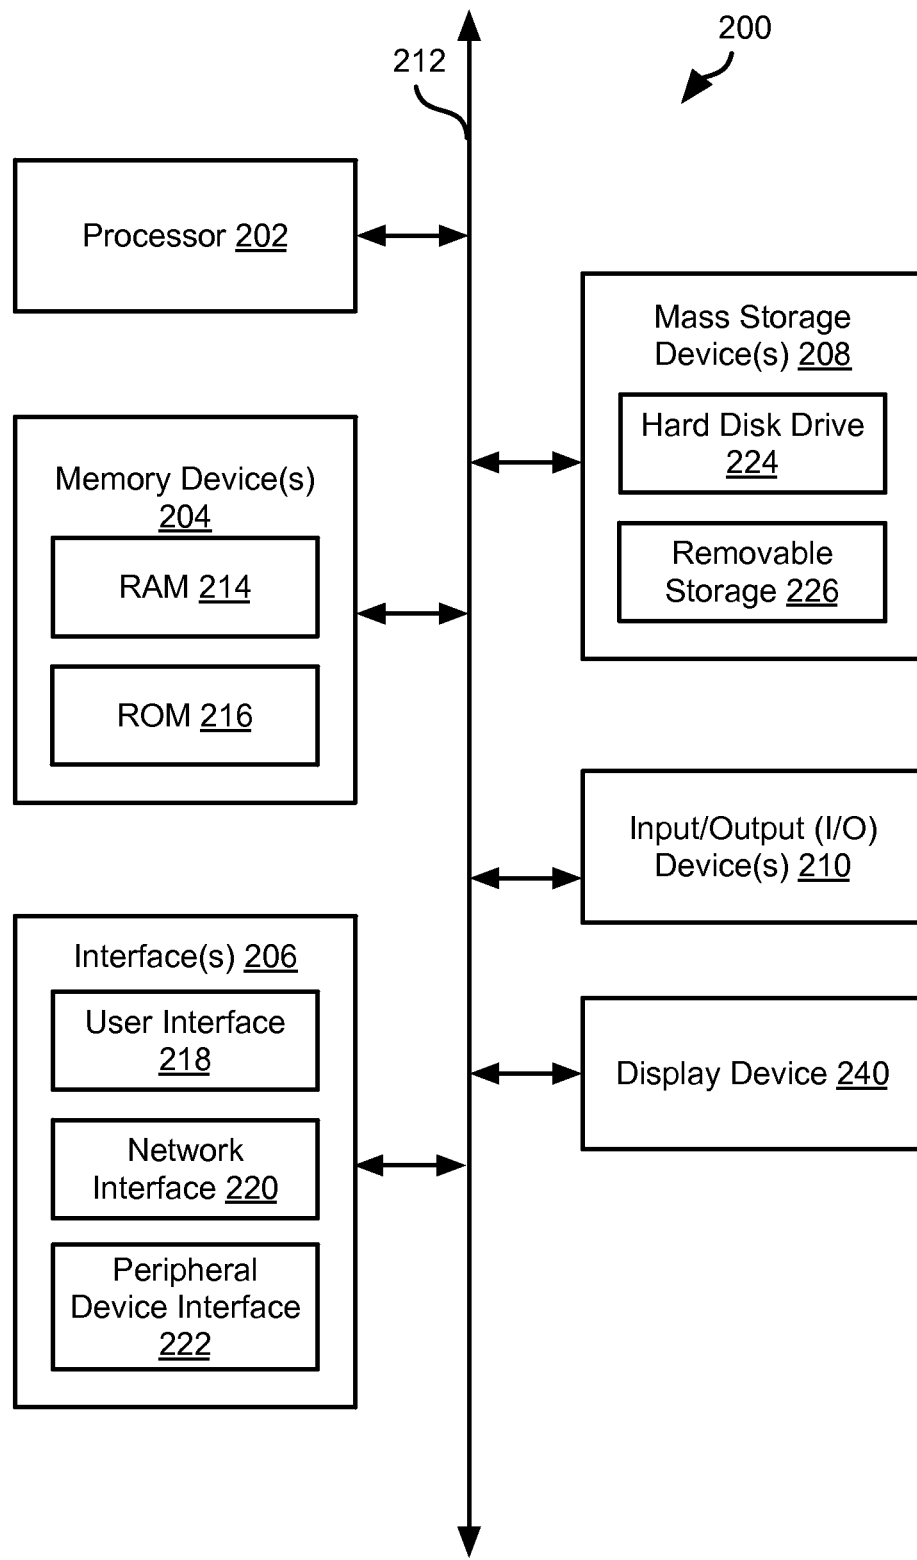 200
212
Processor 202
Mass Storage
Device(s) 208
Hard Disk Drive
224
Removable
Storage 226
Memory Device(s)
204
RAM 214
ROM 216
Input/Output (I/O)
Device(s) 210
Interface(s) 206
User Interface
218
Network
Interface 220
Peripheral
Device Interface
222
Display Device 240